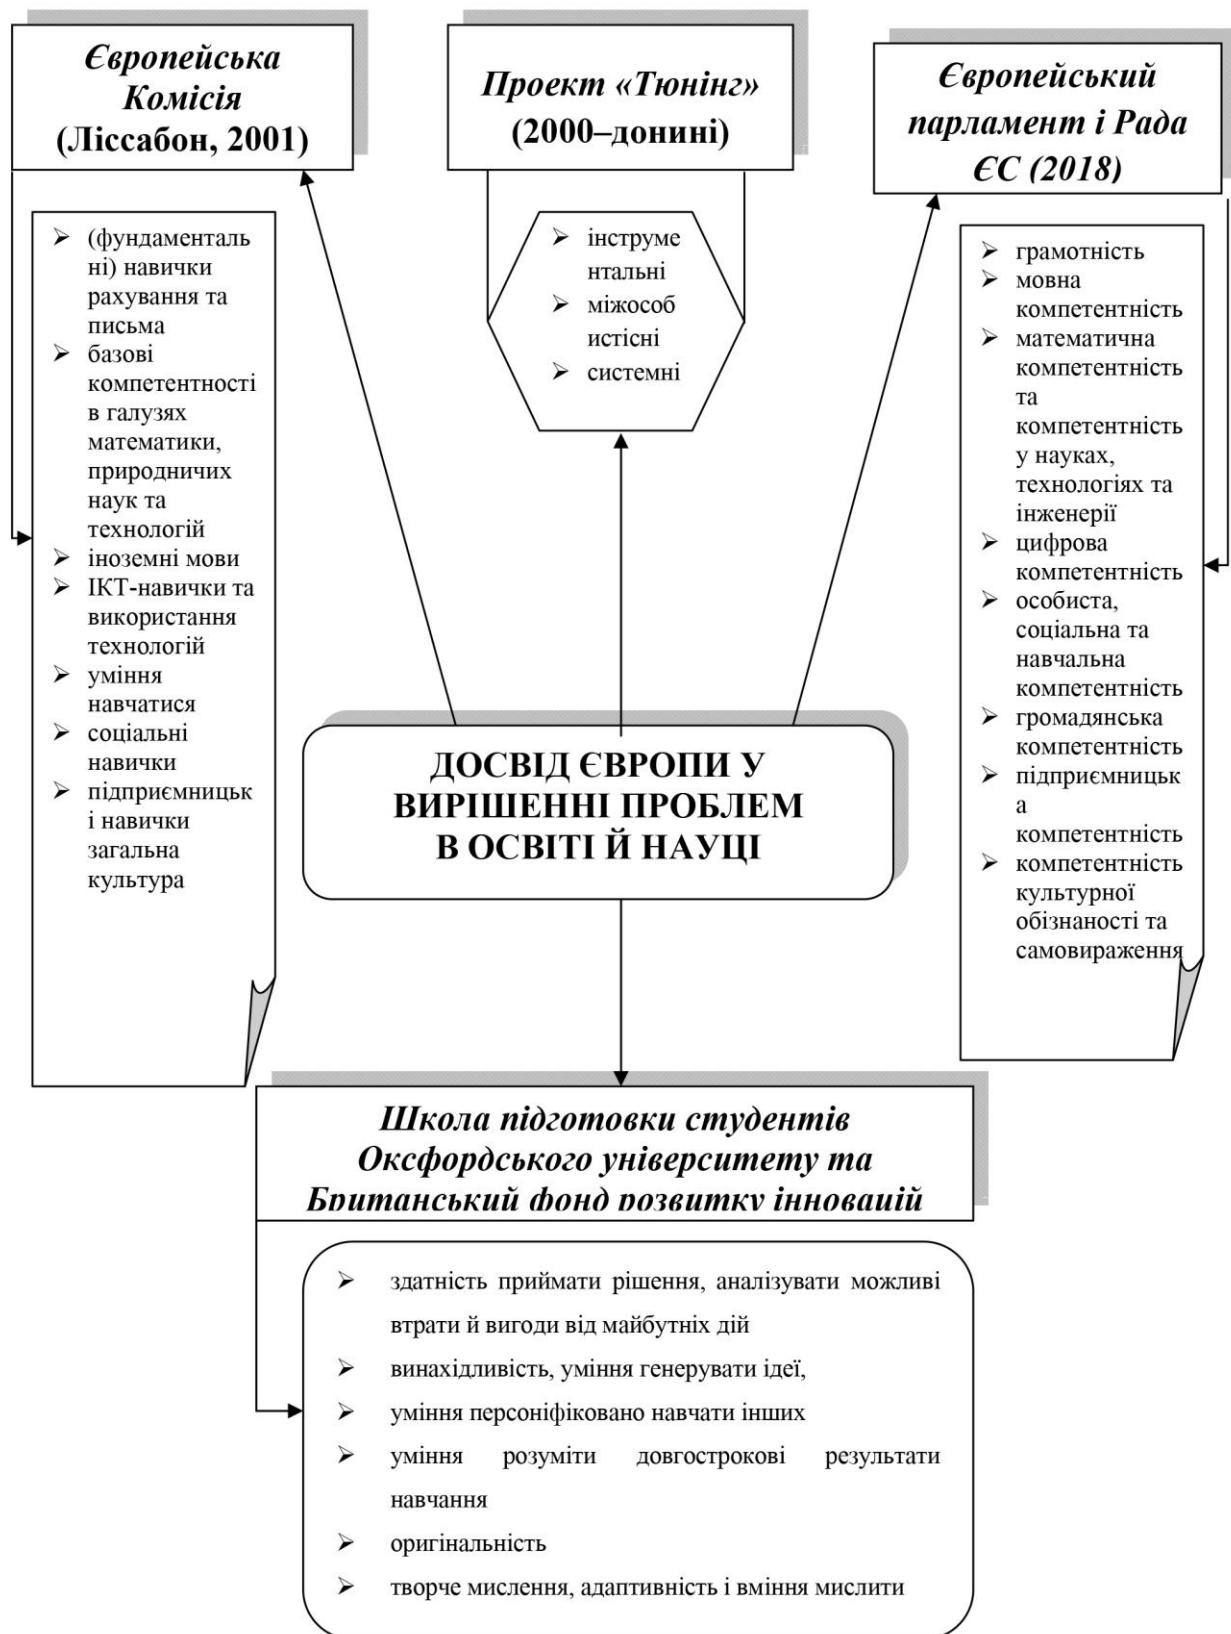 Європейська
Комісія
(Ліссабон, 2001)
Проект «Тюнінг»
(2000–донині)
Європейський
парламент і Рада
ЄС (2018)
➢ (фундаменталь
ні) навички
рахування та
письма
➢ базові
компетентності
в галузях
математики,
природничих
наук та
технологій
➢ іноземні мови
➢ ІКТ-навички та
використання
технологій
➢ уміння
навчатися
➢ соціальні
навички
➢ підприємницьк
і навички
загальна
культура
➢ інструме
нтальні
➢ міжособ
истісні
➢ системні
➢ грамотність
➢ мовна
компетентність
➢ математична
компетентність
та
компетентність
у науках,
технологіях та
інженерії
➢ цифрова
компетентність
➢ особиста,
соціальна та
навчальна
компетентність
➢ громадянська
компетентність
➢ підприємницьк
а
компетентність
➢ компетентність
культурної
обізнаності та
самовираження
ДОСВІД ЄВРОПИ У
ВИРІШЕННІ ПРОБЛЕМ
В ОСВІТІ Й НАУЦІ
Школа підготовки студентів
Оксфордського університету та
Британський фонд розвитку інновацій
➢ здатність приймати рішення, аналізувати можливі
втрати й вигоди від майбутніх дій
➢ винахідливість, уміння генерувати ідеї,
➢ уміння персоніфіковано навчати інших
➢ уміння розуміти довгострокові результати
навчання
➢ оригінальність
➢ творче мислення, адаптивність і вміння мислити